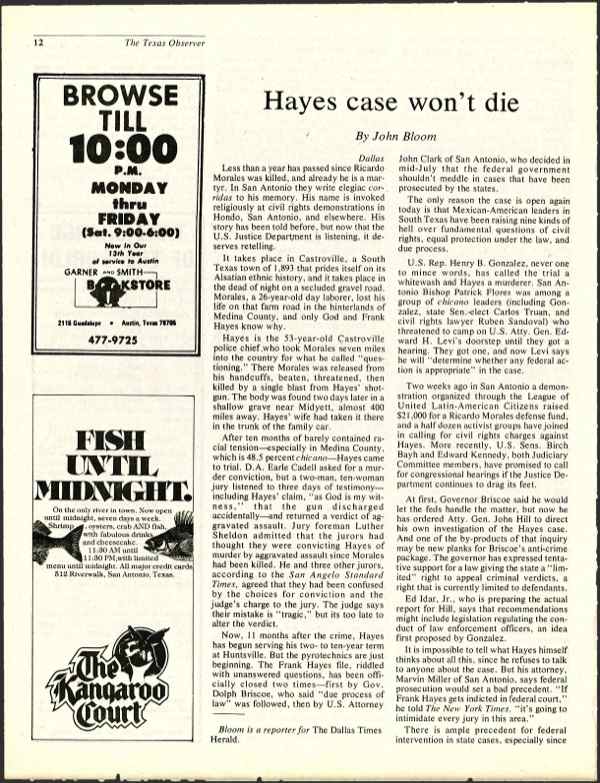 12
The Texas Observer
BROWSE
TILL
10:00
P.M.
MONDAY
thru
FRIDAY
(Sat. 9:00-6:00)
Now in Our
13th Year
of service to Austin
GARNER AND SMITH
BOOKSTORE
2116 Guadalupe • Austin, Texas 78705
477-9725
FISH
UNTIL
MIDNIGHT.
On the only river in town. Now open
until midnight, seven days a week.
Shrimp, oysters, crab AND fish,
with fabulous drinks
and cheesecake.
11:30 AM until
11:30 PM, with limited
menu until midnight. All major credit cards
512 Riverwalk, San Antonio, Texas.
The
Kangaroo
Court
Hayes case won't die
By John Bloom
Dallas
Less than a year has passed since Ricardo
Morales was killed, and already he is a mar-
tyr. In San Antonio they write elegiac cor-
ridas to his memory. His name is invoked
religiously at civil rights demonstrations in
Hondo, San Antonio, and elsewhere. His
story has been told before, but now that the
U.S. Justice Department is listening, it de-
serves retelling.
It takes place in Castroville, a South
Texas town of 1,893 that prides itself on its
Alsatian ethnic history, and it takes place in
the dead of night on a secluded gravel road.
Morales, a 26-year-old day laborer, lost his
life on that farm road in the hinterlands of
Medina County, and only God and Frank
Hayes know why.
Hayes is the 53-year-old Castroville
police chief who took Morales seven miles
into the country for what he called "ques-
tioning." There Morales was released from
his handcuffs, beaten, threatened, then
killed by a single blast from Hayes' shot-
gun. The body was found two days later in a
shallow grave near Midyett, almost 400
miles away. Hayes' wife had taken it there
in the trunk of the family car.
After ten months of barely contained ra-
cial tension—especially in Medina County,
which is 48.5 percent chicano—Hayes came
to trial. D.A. Earle Cadell asked for a mur-
der conviction, but a two-man, ten-woman
jury listened to three days of testimony—
including Hayes' claim, "as God is my wit-
ness," that the gun discharged
accidentally—and returned a verdict of ag-
gravated assault. Jury foreman Luther
Sheldon admitted that the jurors had
thought they were convicting Hayes of
murder by aggravated assault since Morales
had been killed. He and three other jurors,
according to the San Angelo Standard
Times, agreed that they had been confused
by the choices for conviction and the
judge's charge to the jury. The judge says
their mistake is "tragic," but its too late to
alter the verdict.
Now, 11 months after the crime, Hayes
has begun serving his two- to ten-year term
at Huntsville. But the pyrotechnics are just
beginning. The Frank Hayes file, riddled
with unanswered questions, has been offi-
cially closed two times—first by Gov.
Dolph Briscoe, who said "due process of
law" was followed, then by U.S. Attorney
Bloom is a reporter for The Dallas Times
Herald.
John Clark of San Antonio, who decided in
mid-July that the federal government
shouldn't meddle in cases that have been
prosecuted by the states.
The only reason the case is open again
today is that Mexican-American leaders in
South Texas have been raising nine kinds of
hell over fundamental questions of civil
rights, equal protection under the law, and
due process.
U.S. Rep. Henry B. Gonzalez, never one
to mince words, has called the trial a
whitewash and Hayes a murderer. San An-
tonio Bishop Patrick Flores was among a
group of chicano leaders (including Gon-
zalez, state Sen.-elect Carlos Truan, and
civil rights lawyer Ruben Sandoval) who
threatened to camp on U.S. Atty. Gen. Ed-
ward H. Levi's doorstep until they got a
hearing. They got one, and now Levi says
he will "determine whether any federal ac-
tion is appropriate" in the case.
Two weeks ago in San Antonio a demon-
stration organized through the League of
United Latin-American Citizens raised
$21,000 for a Ricardo Morales defense fund,
and a half dozen activist groups have joined
in calling for civil rights charges against
Hayes. More recently, U.S. Sens. Birch
Bayh and Edward Kennedy, both Judiciary
Committee members, have promised to call
for congressional hearings if the Justice De-
partment continues to drag its feet.
At first, Governor Briscoe said he would
let the feds handle the matter, but now he
has ordered Atty. Gen. John Hill to direct
his own investigation of the Hayes case.
And one of the by-products of that inquiry
may be new planks for Briscoe's anti-crime
package. The governor has expressed tenta-
tive support for a law giving the state a "lim-
ited" right to appeal criminal verdicts, a
right that is currently limited to defendants.
Ed Idar, Jr., who is preparing the actual
report for Hill, says that recommendations
might include legislation regulating the con-
duct of law enforcement officers, an idea
first proposed by Gonzalez.
It is impossible to tell what Hayes himself
thinks about all this, since he refuses to talk
to anyone about the case. But his attorney,
Marvin Miller of San Antonio, says federal
prosecution would set a bad precedent. "If
Frank Hayes gets indicted in federal court,"
he told The New York Times, "it's going to
intimidate every jury in this area."
There is ample precedent for federal
intervention in state cases, especially since